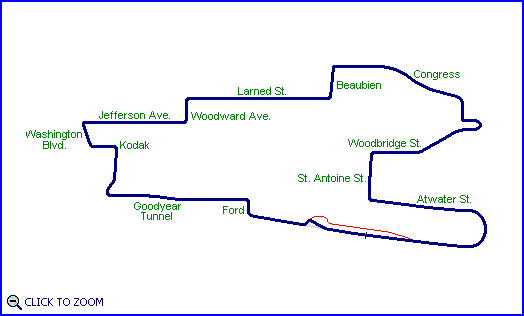 Congress
Beaubien
Larned St.
Jefferson Ave.
Woodward Ave.
Washington
Blvd.
Kodak
Woodbridge St.
St. Antoine St.
Atwater St.
Goodyear
Tunnel
Ford
CLICK TO ZOOM